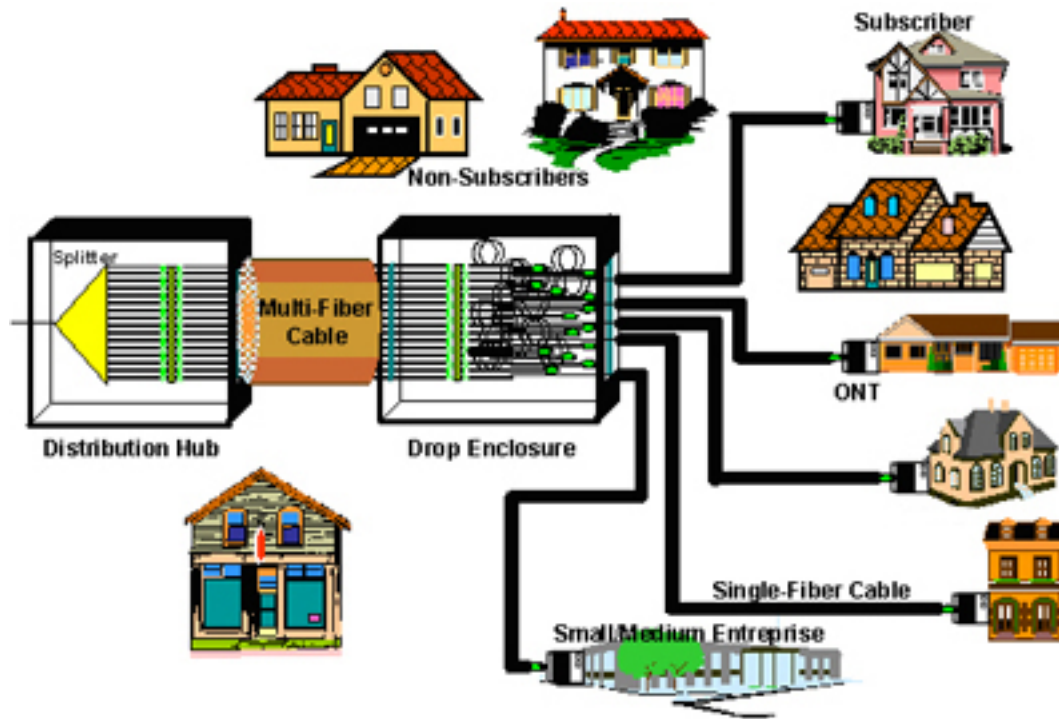 Subscriber
Non-Subscribers
Splitter
Multi-Fiber
Cable
ONT
Distribution Hub
Drop Enclosure
Single-Fiber Cable
Small/Medium Entreprise